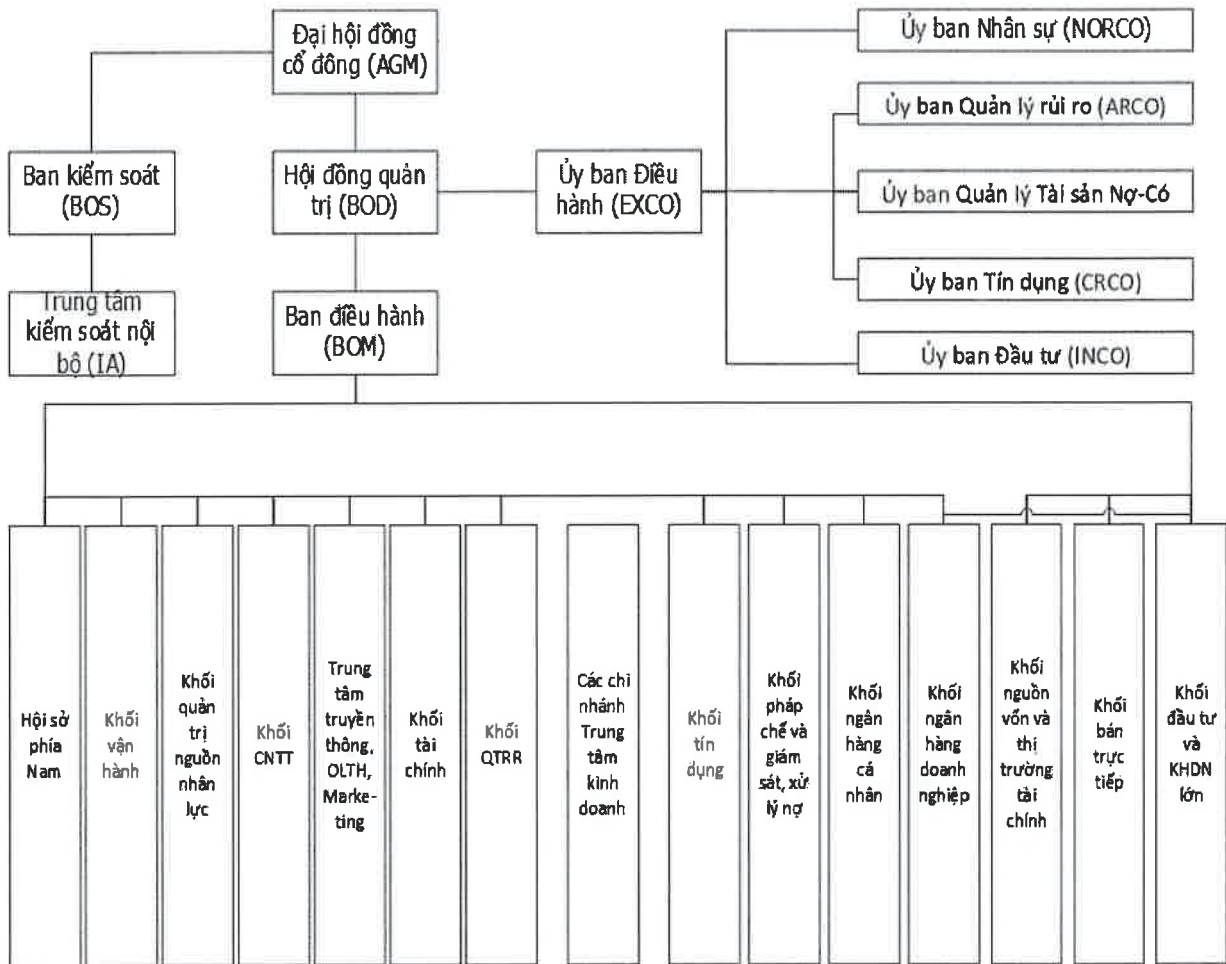 Đại hội đồng
cổ đông (AGM)
Ủy ban Nhân sự (NORCO)
Ủy ban Quản lý rủi ro (ARCO)
Ban kiểm soát
(BOS)
Hội đồng quản
trị (BOD)
Ủy ban Điều
hành (EXCO)
Ủy ban Quản lý Tài sản Nợ-Có
Trung tâm
kiểm soát nội
bộ (IA)
Ban điều hành
(BOM)
Ủy ban Tín dụng (CRCO)
Ủy ban Đầu tư (INCO)
Hội sở
phía
Nam
Khối
vận
hành
Khối
quản
trị
nguồn
nhân
lực
Khối
CNTT
Trung
tâm
truyền
thông,
OLTH,
Marke-
ting
Khối
tài
chính
Khối
QTRR
Các chi
nhánh
Trung
tâm
kinh
doanh
Khối
tín
dụng
Khối
pháp
chế và
giám
sát, xử
lý nợ
Khối
ngân
hàng
cá
nhân
Khối
ngân
hàng
doanh
nghiệp
Khối
nguồn
vốn và
thị
trường
tài
chính
Khối
bán
trực
tiếp
Khối
đầu tư
và
KHDN
lớn